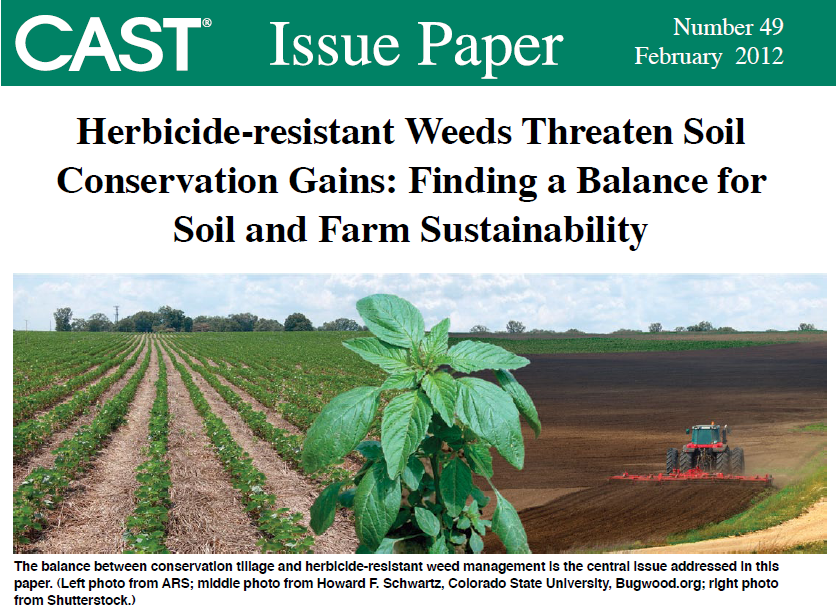 CAST® Issue Paper
Number 49
February 2012
Herbicide-resistant Weeds Threaten Soil
Conservation Gains: Finding a Balance for
Soil and Farm Sustainability
The balance between conservation tillage and herbicide-resistant weed management is the central issue addressed in this
paper. (Left photo from ARS; middle photo from Howard F. Schwartz, Colorado State University, Bugwood.org; right photo
from Shutterstock.)